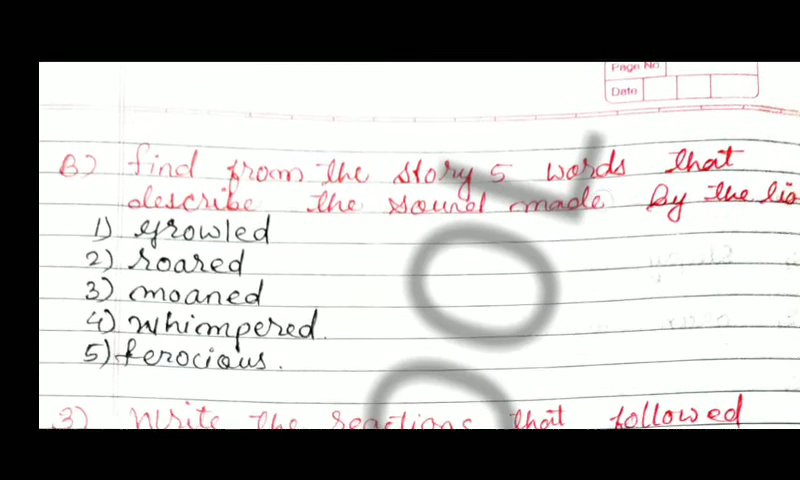 Page No.
Date
B) find from the story 5 words that
describe the sound made by the lio
1) growled
2) roared
3) moaned
4) whimpered.
5) ferocious.
3) Write the reactions that followed